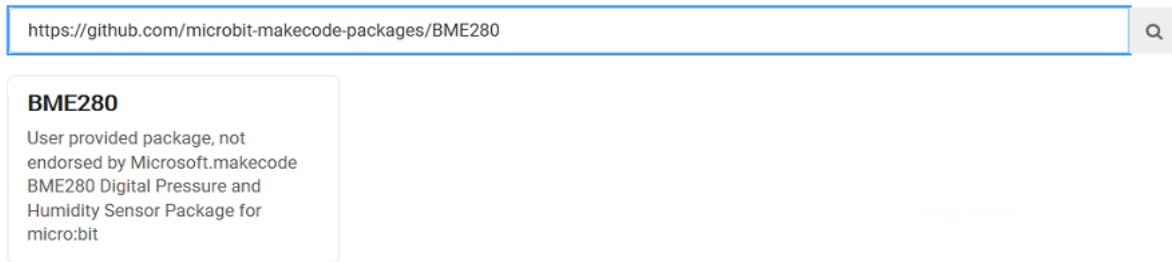 https://github.com/microbit-makecode-packages/BME280
BME280
User provided package, not
endorsed by Microsoft.makecode
BME280 Digital Pressure and
Humidity Sensor Package for
micro:bit